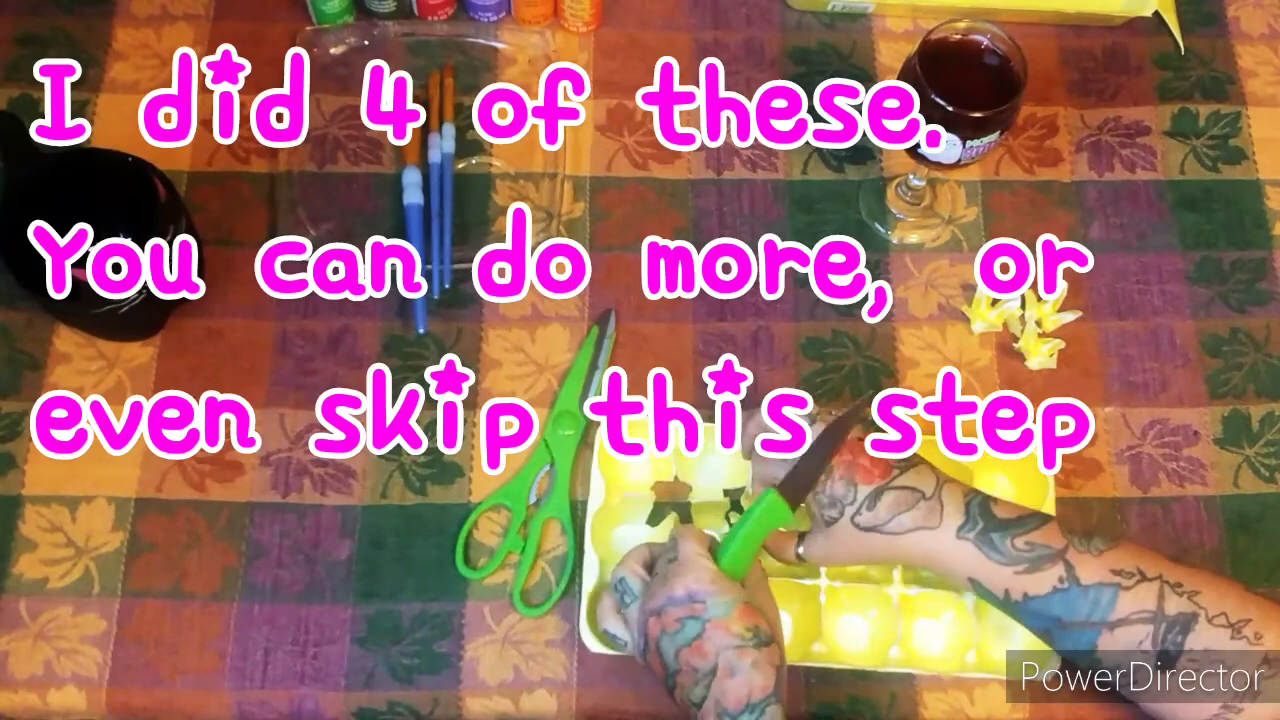 I did 4 of these.
You can do more, or
even skip this step
PowerDirector